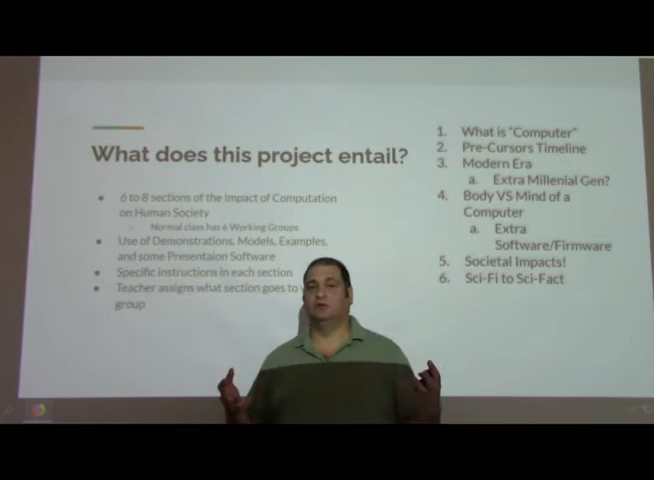 What does this project entail?
6 to 8 sections of the Impact of Computation
on Human Society
Normal class has 6 Working Groups
Use of Demonstrations, Models, Examples,
and some Presentaion Software
Specific instructions in each section
Teacher assigns what section goes to
group
1. What is "Computer"
2. Pre-Cursors Timeline
3. Modern Era
a. Extra Millenial Gen?
4. Body VS Mind of a
Computer
a. Extra
Software/Firmware
5. Societal Impacts!
6. Sci-Fi to Sci-Fact